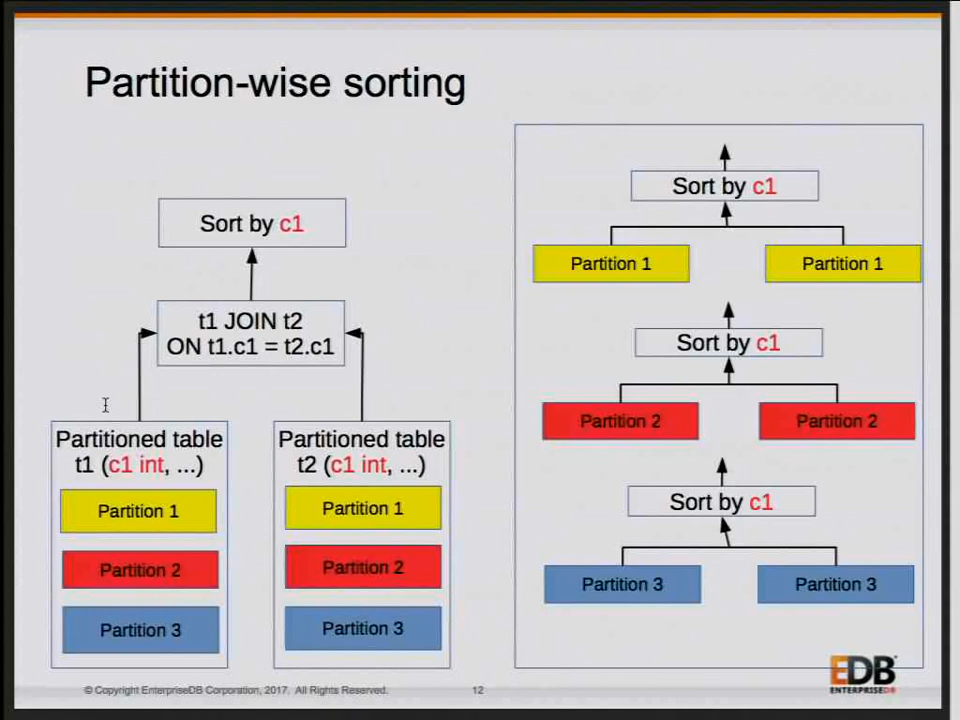 Partition-wise sorting
Sort by c1
t1 JOIN t2
ON t1.c1 = t2.c1
Partitioned table
t1 (c1 int, ...)
Partition 1
Partition 2
Partition 3
Partitioned table
t2 (c1 int, ...)
Partition 1
Partition 2
Partition 3
Sort by c1
Partition 1
Partition 1
Sort by c1
Partition 2
Partition 2
Sort by c1
Partition 3
Partition 3
© Copyright EnterpriseDB Corporation, 2017. All Rights Reserved.
12
EDB
ENTERPRISEDB